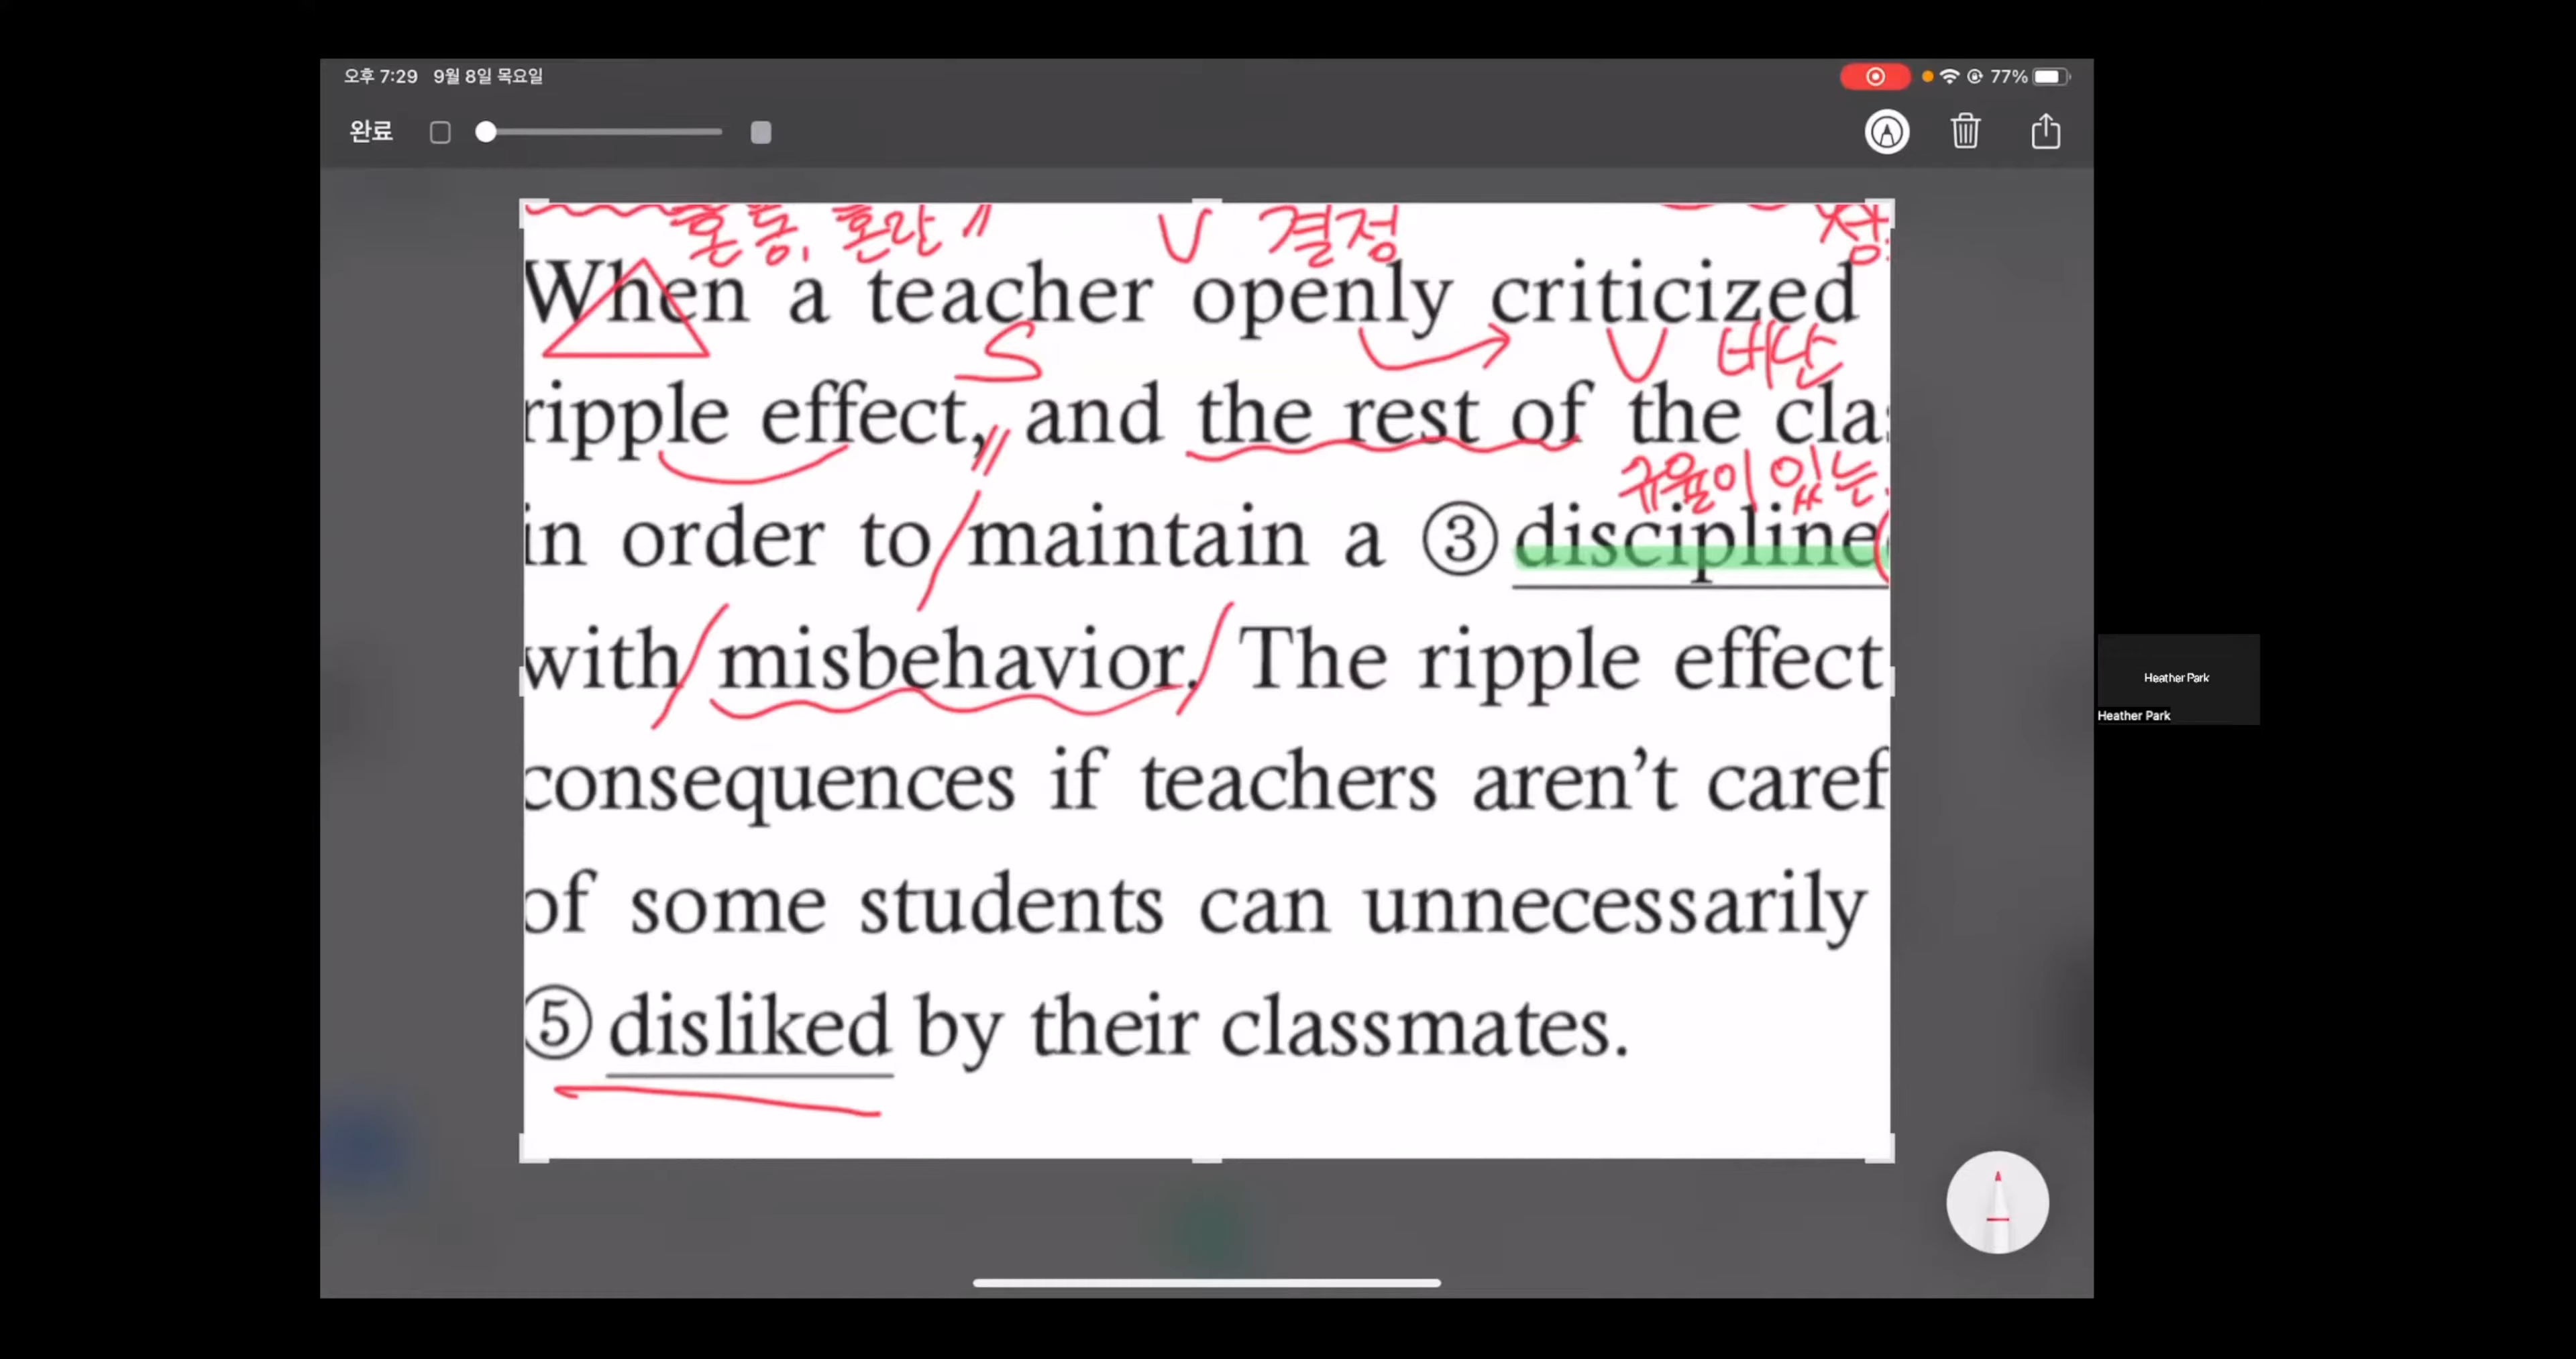 오후 7:29 9월 8일 목요일
77%
완료
혼동, 혼란 〃 V 결정
When a teacher openly criticized
S V 비난
ripple effect, and the rest of the clas
규율이 있는
in order to maintain a ③ discipline
with misbehavior. The ripple effect
consequences if teachers aren't caref
of some students can unnecessarily
⑤ disliked by their classmates.
Heather Park
Heather Park